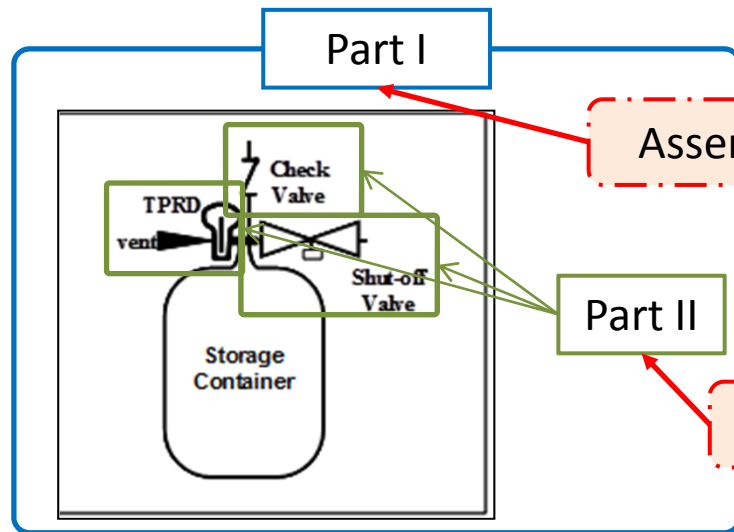 Part I
Check
Valve
TPRD
vent
Shut-off
Valve
Storage
Container
Part II